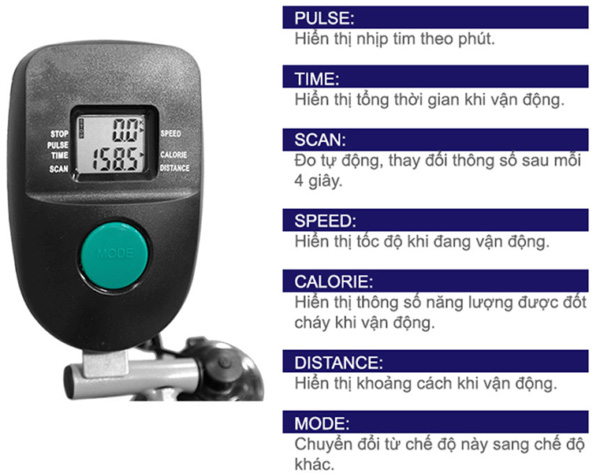 STOP
PULSE
TIME
SCAN
0.0
158.5
SPEED
CALORIE
DISTANCE
MODE
PULSE:
Hiển thị nhịp tim theo phút.
TIME:
Hiển thị tổng thời gian khi vận động.
SCAN:
Đo tự động, thay đổi thông số sau mỗi
4 giây.
SPEED:
Hiển thị tốc độ khi đang vận động.
CALORIE:
Hiển thị thông số năng lượng được đốt
cháy khi vận động.
DISTANCE:
Hiển thị khoảng cách khi vận động.
MODE:
Chuyển đổi từ chế độ này sang chế độ
khác.